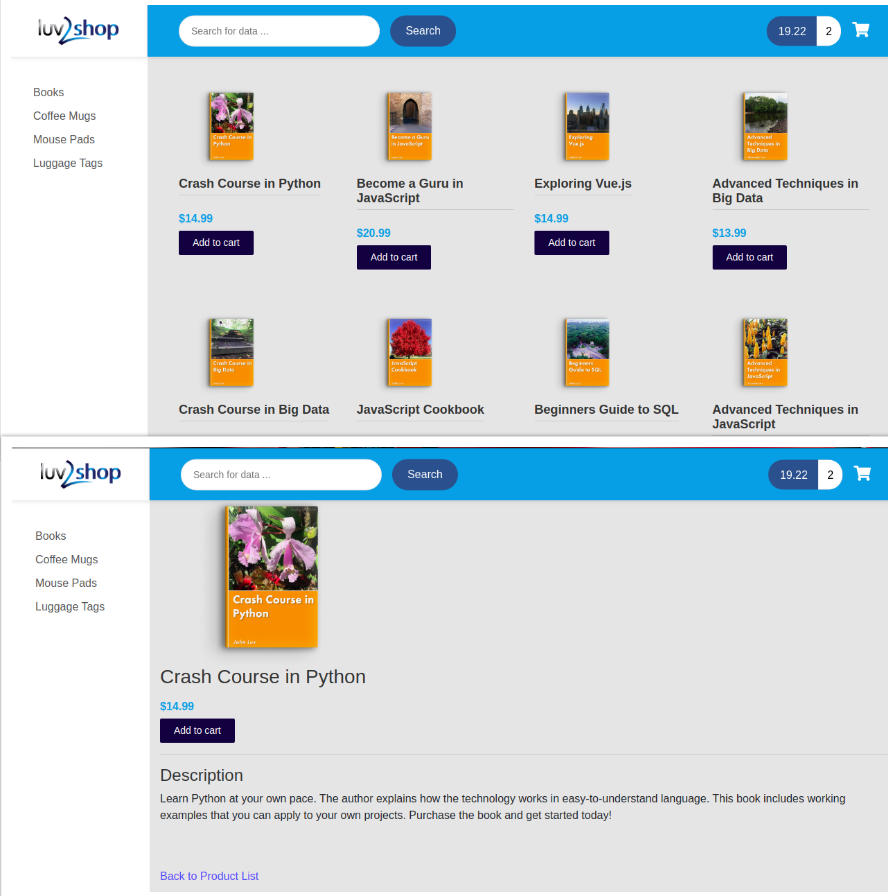 luv2shop
Search for data ...
Search
19.22
2
Books
Coffee Mugs
Mouse Pads
Luggage Tags
Crash Course in
Python
Become a Guru
in JavaScript
Exploring
Vue.js
Advanced
Techniques in
Big Data
Crash Course in Python
Become a Guru in
JavaScript
Exploring Vue.js
Advanced Techniques in
Big Data
$14.99
$20.99
$14.99
$13.99
Add to cart
Add to cart
Add to cart
Add to cart
Crash Course in
Big Data
JavaScript
Cookbook
Beginners
Guide to SQL
Advanced
Techniques in
JavaScript
Crash Course in Big Data
JavaScript Cookbook
Beginners Guide to SQL
Advanced Techniques in
JavaScript
luv2shop
Search for data ...
Search
19.22
2
Books
Coffee Mugs
Mouse Pads
Luggage Tags
Crash Course in
Python
John Luv
Crash Course in Python
$14.99
Add to cart
Description
Learn Python at your own pace. The author explains how the technology works in easy-to-understand language. This book includes working
examples that you can apply to your own projects. Purchase the book and get started today!
Back to Product List